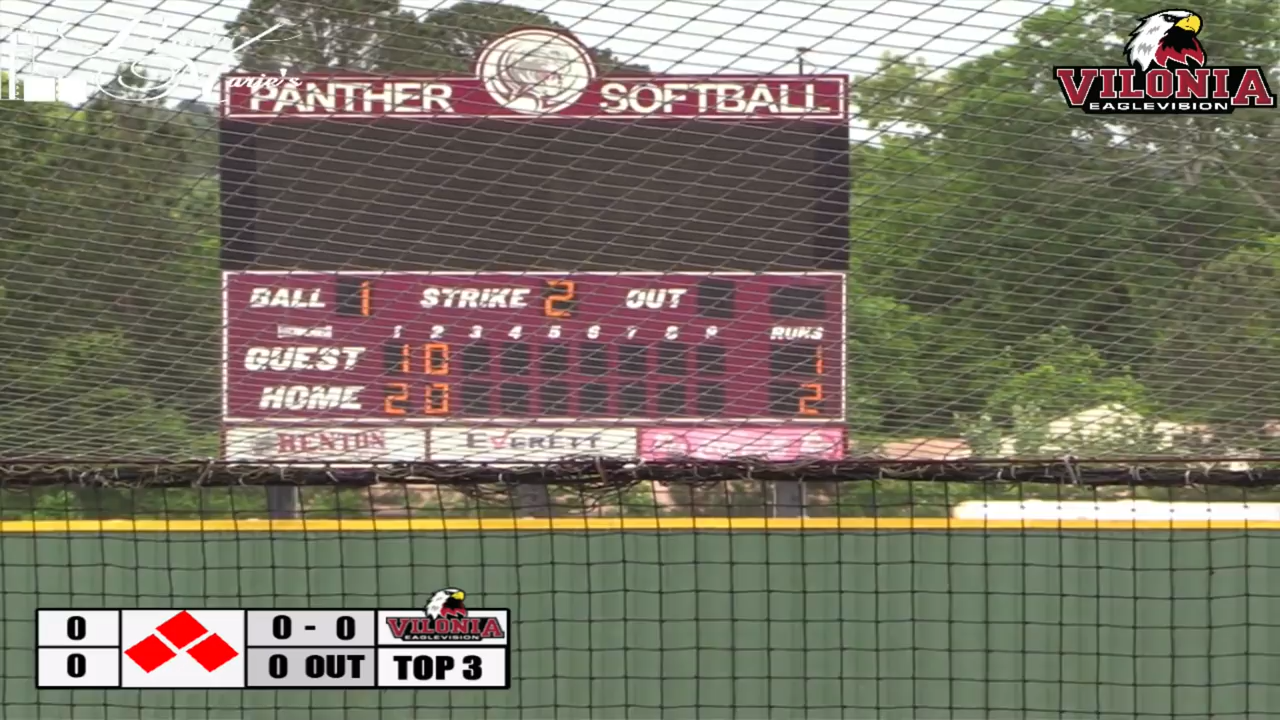 arie's
VILONIA
EAGLEVISION
PANTHER SOFTBALL
BALL 1 STRIKE 2 OUT
1 2 3 4 5 6 7 8 9 RUNS
GUEST 1 0 1
HOME 2 0 2
BENTON EVERETT
0 0 - 0 VILONIA
EAGLEVISION
0 0 OUT TOP 3